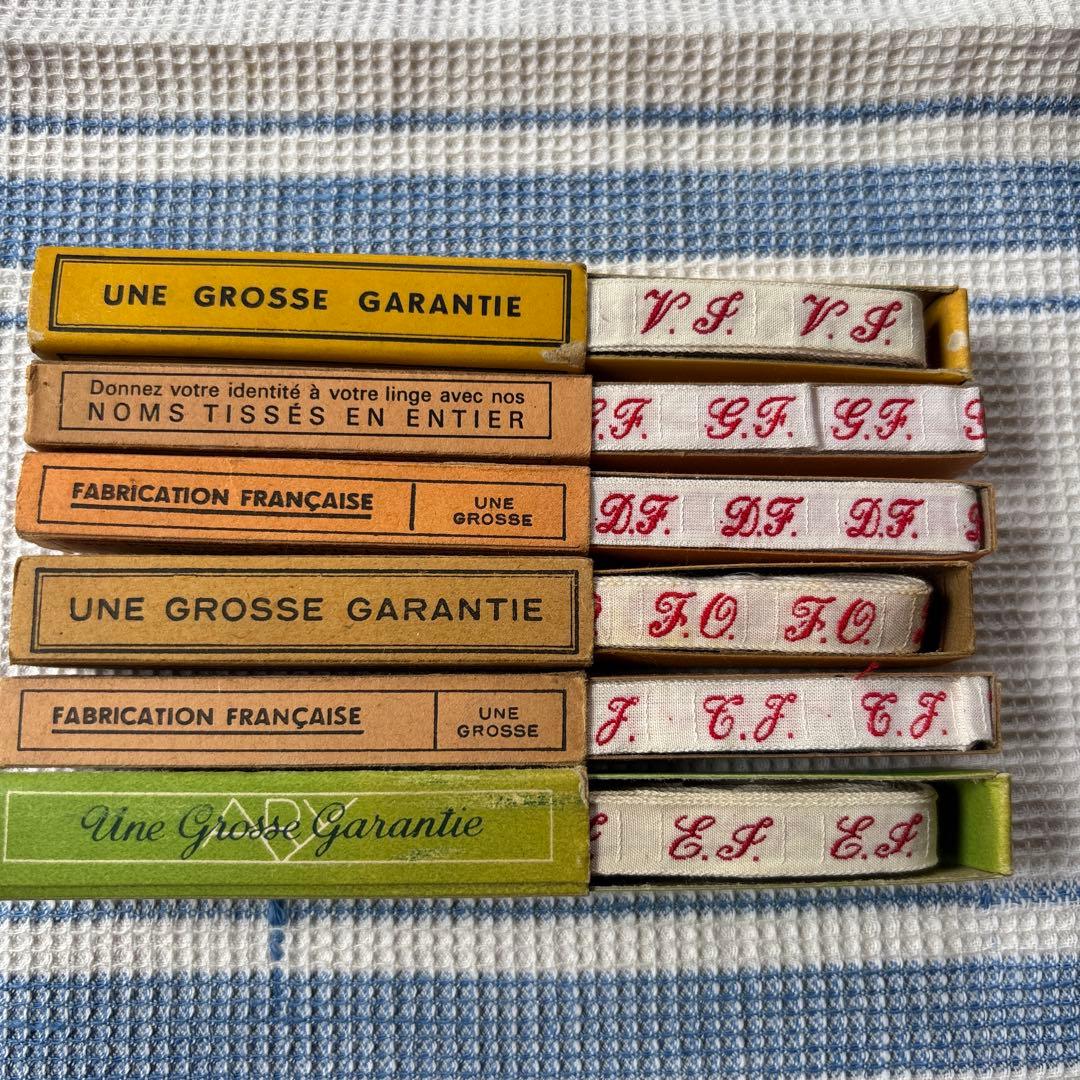 UNE GROSSE GARANTIE
V. J. V. J.
Donnez votre identité à votre linge avec nos
NOMS TISSÉS EN ENTIER
G.F. G.F. G.F.
FABRICATION FRANÇAISE
UNE
GROSSE
D.F. D.F. D.F.
UNE GROSSE GARANTIE
F.O. F.O.
FABRICATION FRANÇAISE
UNE
GROSSE
J. T.J. T.J.
ARY
Une Grosse Garantie
E.J. E.J.